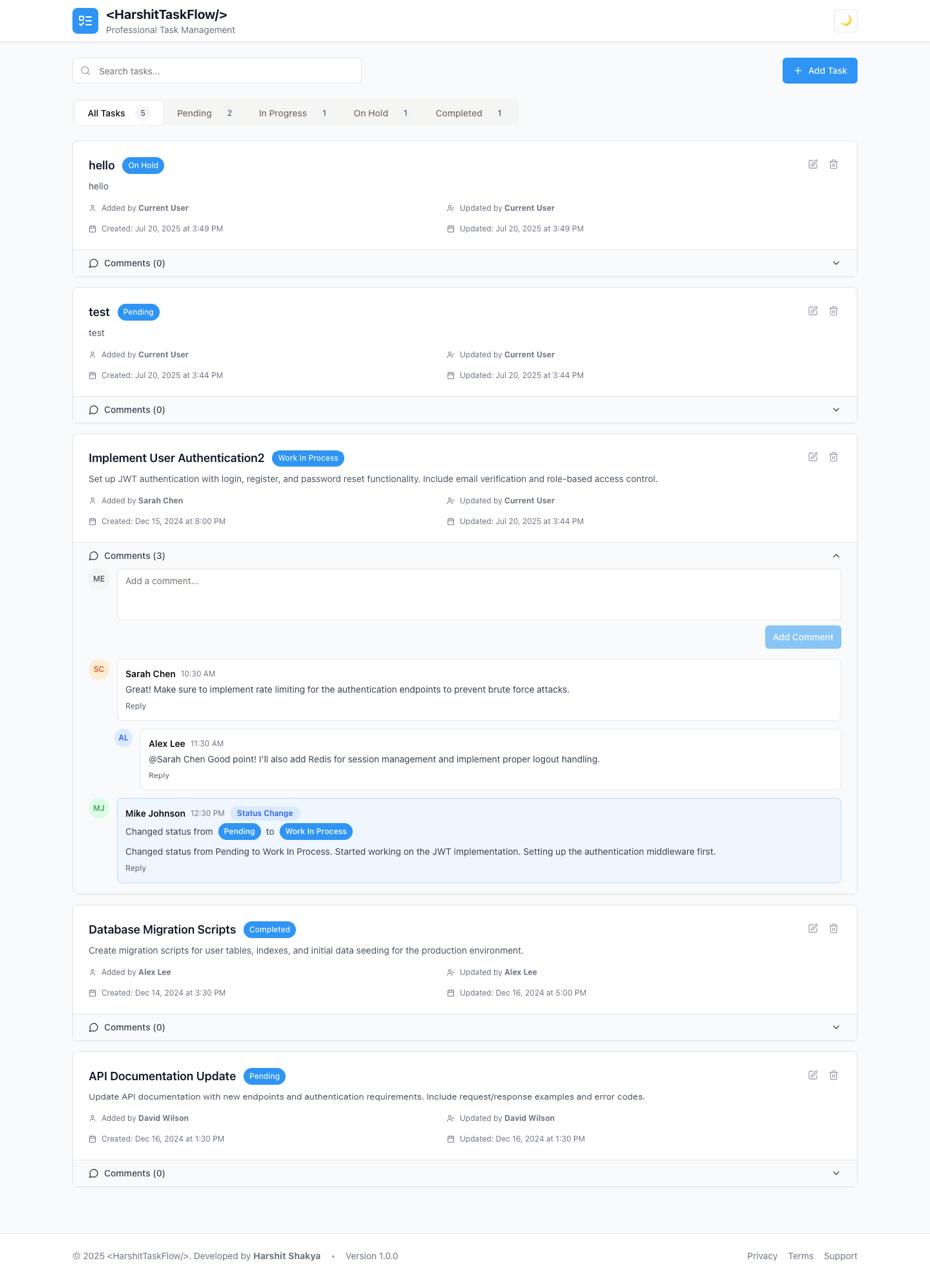 <HarshitTaskFlow/>
Professional Task Management
Search tasks...
Add Task
All Tasks 5 Pending 2 In Progress 1 On Hold 1 Completed 1
hello On Hold
hello
Added by Current User Updated by Current User
Created: Jul 20, 2025 at 3:49 PM Updated: Jul 20, 2025 at 3:49 PM
Comments (0)
test Pending
test
Added by Current User Updated by Current User
Created: Jul 20, 2025 at 3:44 PM Updated: Jul 20, 2025 at 3:44 PM
Comments (0)
Implement User Authentication2 Work In Process
Set up JWT authentication with login, register, and password reset functionality. Include email verification and role-based access control.
Added by Sarah Chen Updated by Current User
Created: Dec 15, 2024 at 8:00 PM Updated: Jul 20, 2025 at 3:44 PM
Comments (3)
ME Add a comment...
Add Comment
SC Sarah Chen 10:30 AM
Great! Make sure to implement rate limiting for the authentication endpoints to prevent brute force attacks.
Reply
AL Alex Lee 11:30 AM
@Sarah Chen Good point! I'll also add Redis for session management and implement proper logout handling.
Reply
MJ Mike Johnson 12:30 PM Status Change
Changed status from Pending to Work In Process
Changed status from Pending to Work In Process. Started working on the JWT implementation. Setting up the authentication middleware first.
Reply
Database Migration Scripts Completed
Create migration scripts for user tables, indexes, and initial data seeding for the production environment.
Added by Alex Lee Updated by Alex Lee
Created: Dec 14, 2024 at 3:30 PM Updated: Dec 16, 2024 at 5:00 PM
Comments (0)
API Documentation Update Pending
Update API documentation with new endpoints and authentication requirements. Include request/response examples and error codes.
Added by David Wilson Updated by David Wilson
Created: Dec 16, 2024 at 1:30 PM Updated: Dec 16, 2024 at 1:30 PM
Comments (0)
© 2025 <HarshitTaskFlow/>. Developed by Harshit Shakya • Version 1.0.0 Privacy Terms Support